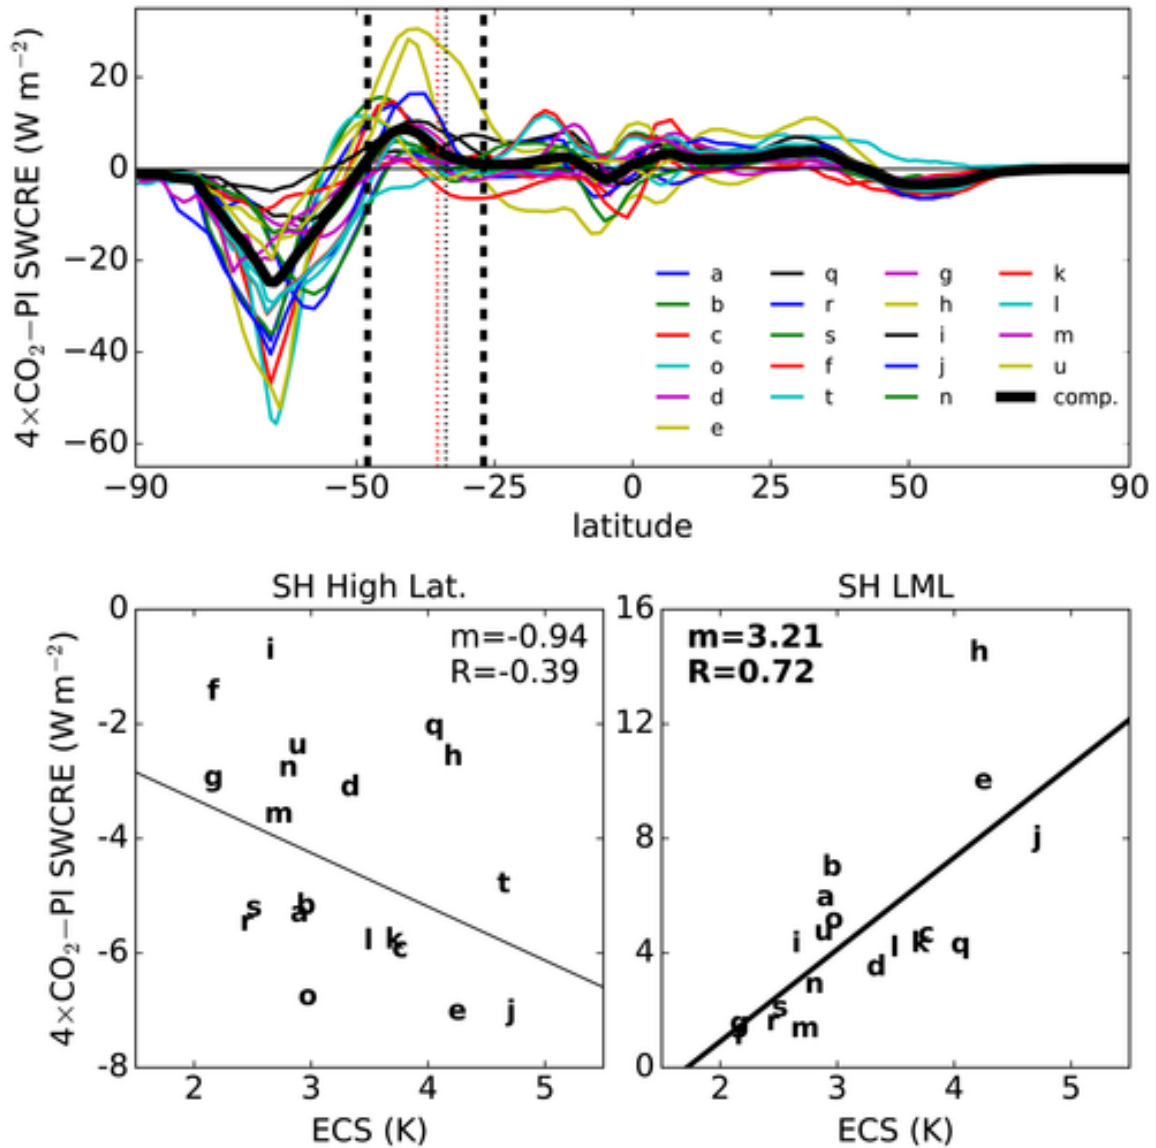 4×CO₂−PI SWCRE (W m⁻²)
20
0
−20
−40
−60
a q g k
b r h l
c s i m
o f j u
d t n comp.
e
−90 −50 −25 0 25 50 90
latitude
SH High Lat.
m=-0.94
R=-0.39
4×CO₂−PI SWCRE (W m⁻²)
0
-2
-4
-6
-8
i
f
q
u
h
n
g
d
m
t
b
s
a
r
l
k
c
o
e
j
2 3 4 5
ECS (K)
SH LML
m=3.21
R=0.72
16
12
8
4
0
h
e
j
b
a
o
u
c
i
l
k
q
d
n
s
r
g
m
f
2 3 4 5
ECS (K)